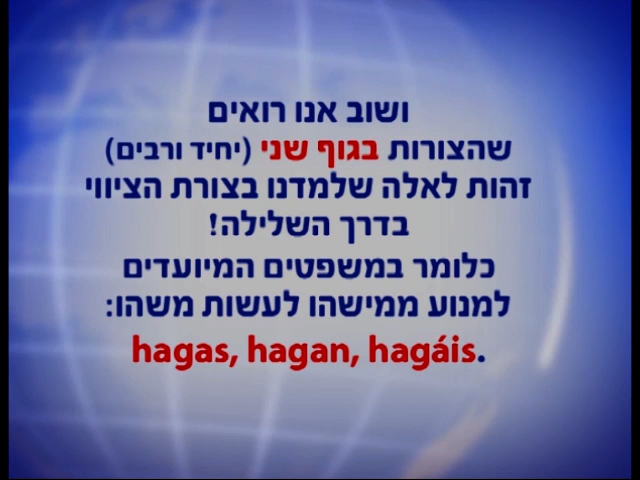 ושוב אנו רואים
שהצורות בגוף שני (יחיד ורבים)
זהות לאלה שלמדנו בצורת הציווי
בדרך השלילה!
כלומר במשפטים המיועדים
למנוע ממישהו לעשות משהו:
hagas, hagan, hagáis.